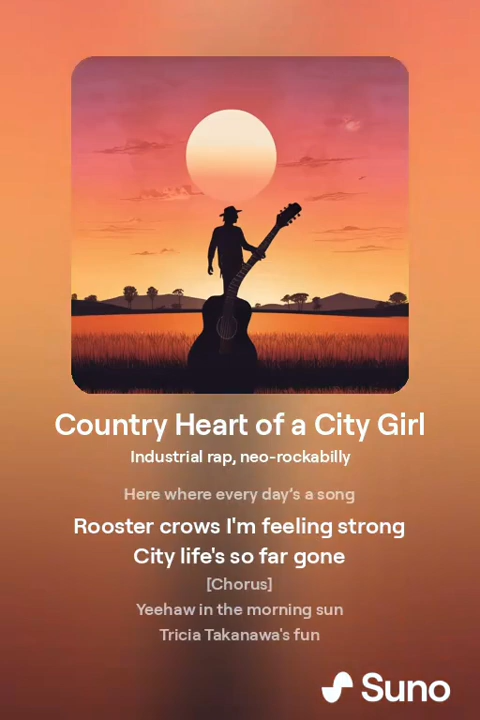 Country Heart of a City Girl
Industrial rap, neo-rockabilly
Here where every day's a song
Rooster crows I'm feeling strong
City life's so far gone
[Chorus]
Yeehaw in the morning sun
Tricia Takanawa's fun
Suno